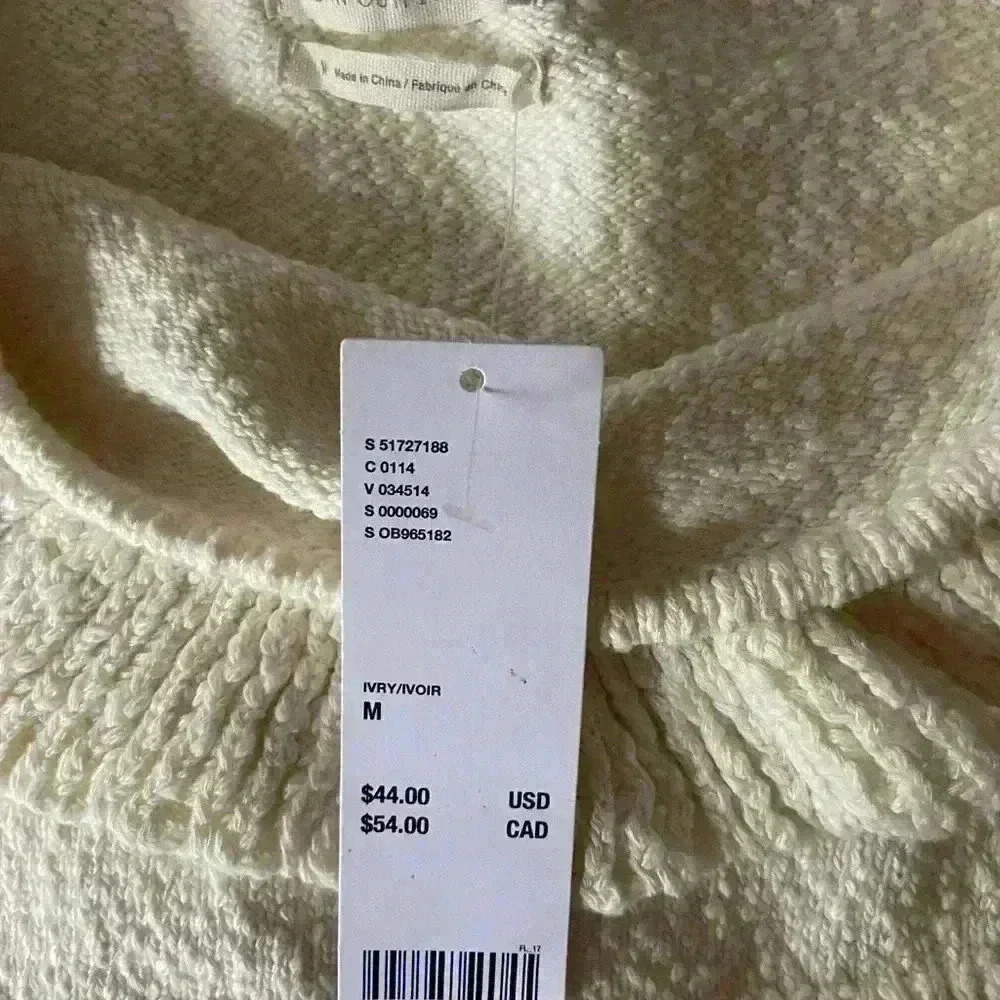 Made in China / Fabriqué en Chine
S 51727188
C 0114
V 034514
S 0000069
S OB965182
IVRY/IVOIR
M
$44.00 USD
$54.00 CAD
FL_17